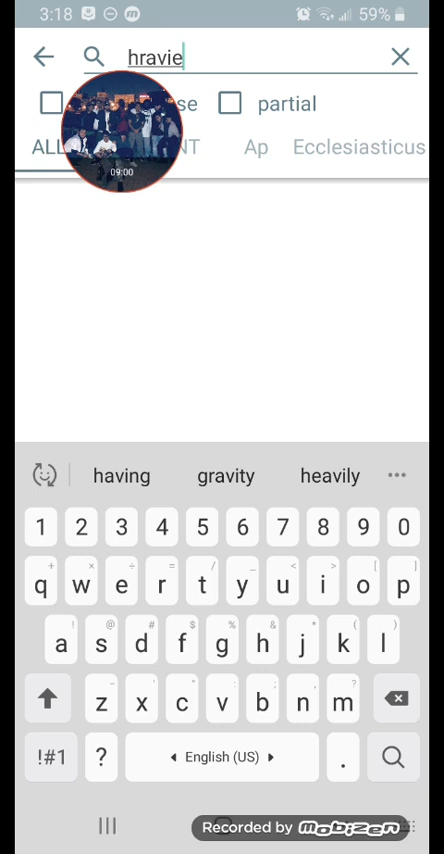 3:18 59%
hravie
se partial
ALL NT Ap Ecclesiasticus
09:00
having gravity heavily
1 2 3 4 5 6 7 8 9 0
+ × ÷ = / _ < > [ ]
q w e r t y u i o p
! @ # $ % & * ( )
a s d f g h j k l
- ' " : ; , ?
z x c v b n m
!#1 ? English (US) .
Recorded by Mobizen